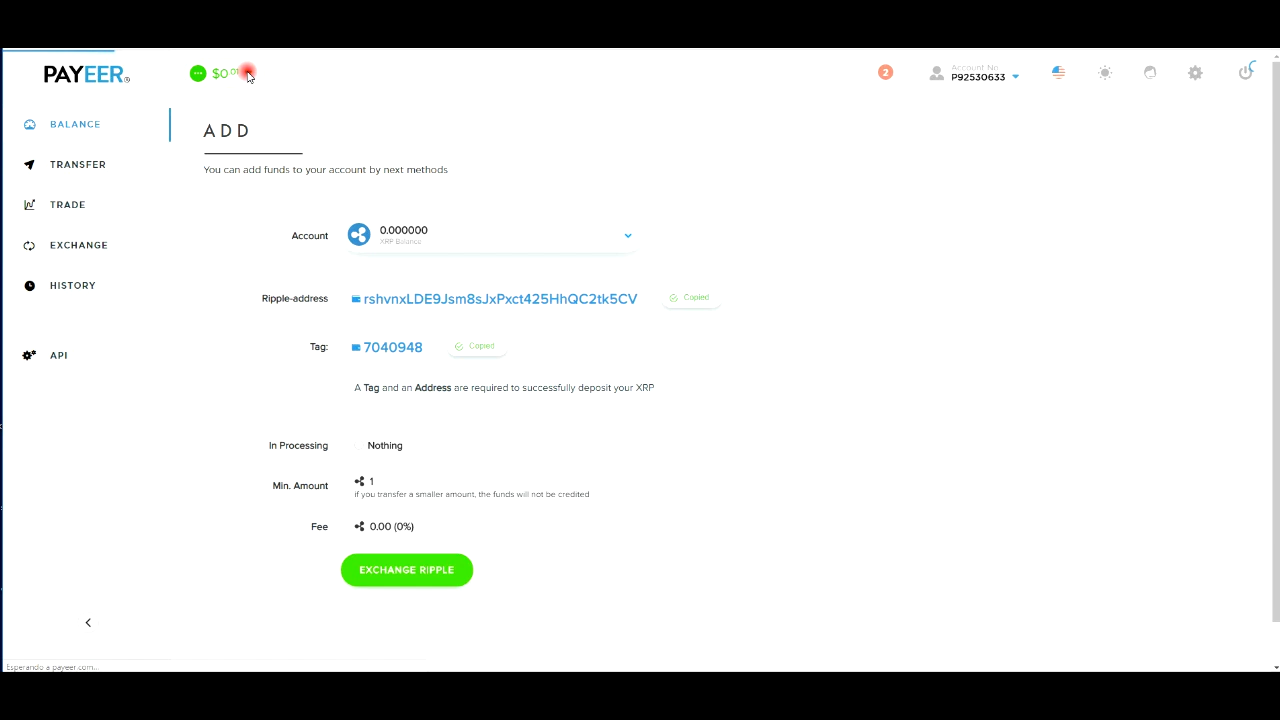 PAYEER®
$0.01
2
Account No
P92530633
BALANCE
TRANSFER
TRADE
EXCHANGE
HISTORY
API
ADD
You can add funds to your account by next methods
Account
0.000000
XRP Balance
Ripple-address
rshvnxLDE9Jsm8sJxPxct425HhQC2tk5CV
Copied
Tag:
7040948
Copied
A Tag and an Address are required to successfully deposit your XRP
In Processing
Nothing
Min. Amount
1
if you transfer a smaller amount, the funds will not be credited
Fee
0.00 (0%)
EXCHANGE RIPPLE
Esperando a payeer.com...